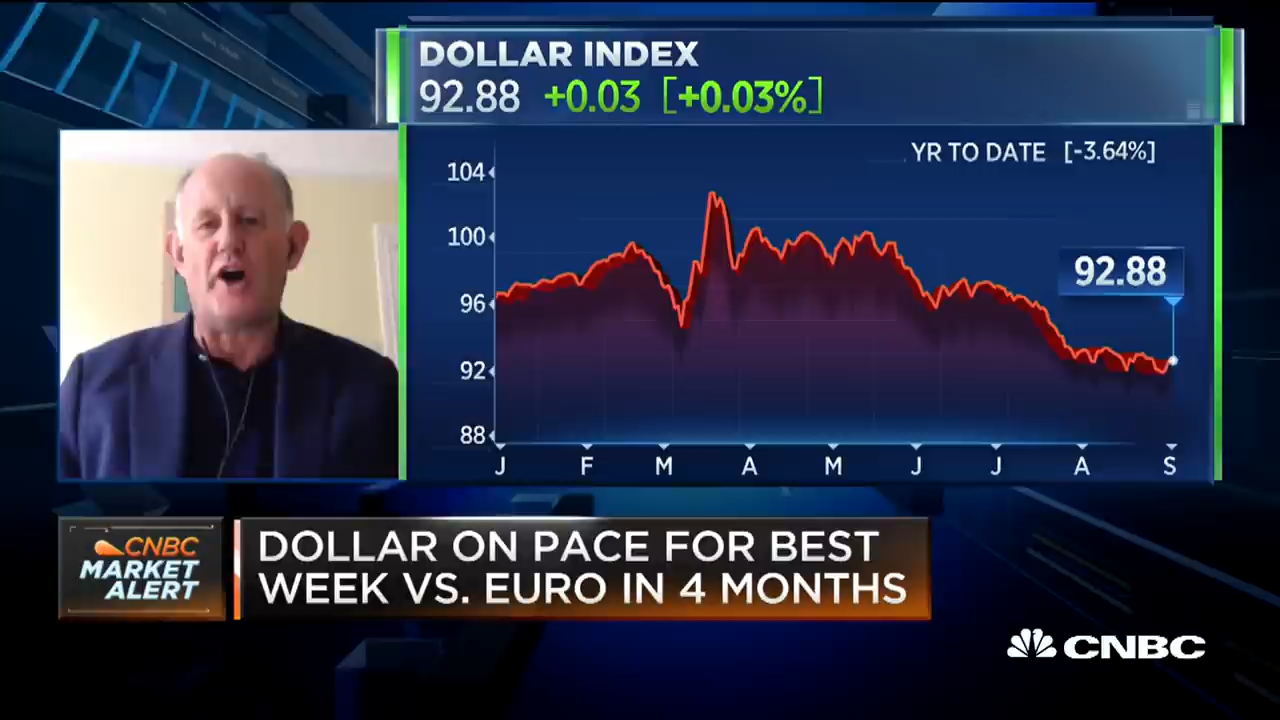 DOLLAR INDEX
92.88 +0.03 [+0.03%]
YR TO DATE [-3.64%]
104
100
96
92
88
92.88
J F M A M J J A S
CNBC
MARKET
ALERT
DOLLAR ON PACE FOR BEST
WEEK VS. EURO IN 4 MONTHS
CNBC